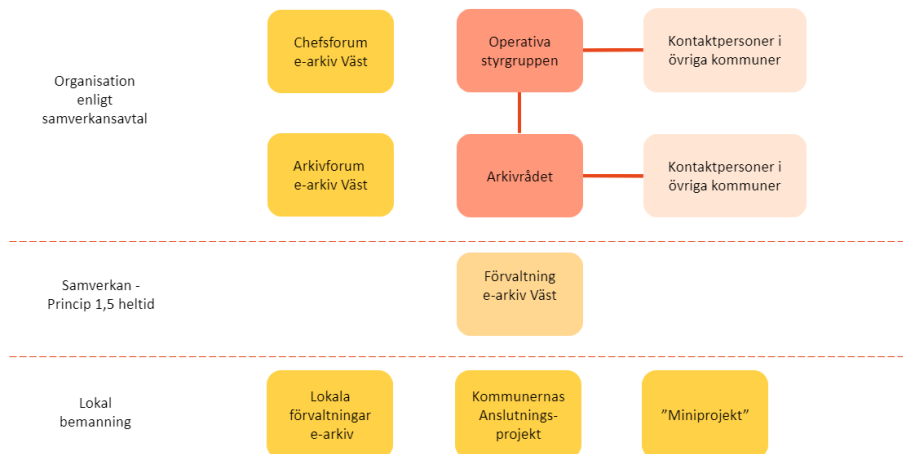 Organisation
enligt
samverkansavtal
Chefsforum
e-arkiv Väst
Operativa
styrgruppen
Kontaktpersoner i
övriga kommuner
Arkivforum
e-arkiv Väst
Arkivrådet
Kontaktpersoner i
övriga kommuner
Samverkan -
Princip 1,5 heltid
Förvaltning
e-arkiv Väst
Lokal
bemanning
Lokala
förvaltningar
e-arkiv
Kommunernas
Anslutnings-
projekt
”Miniprojekt”